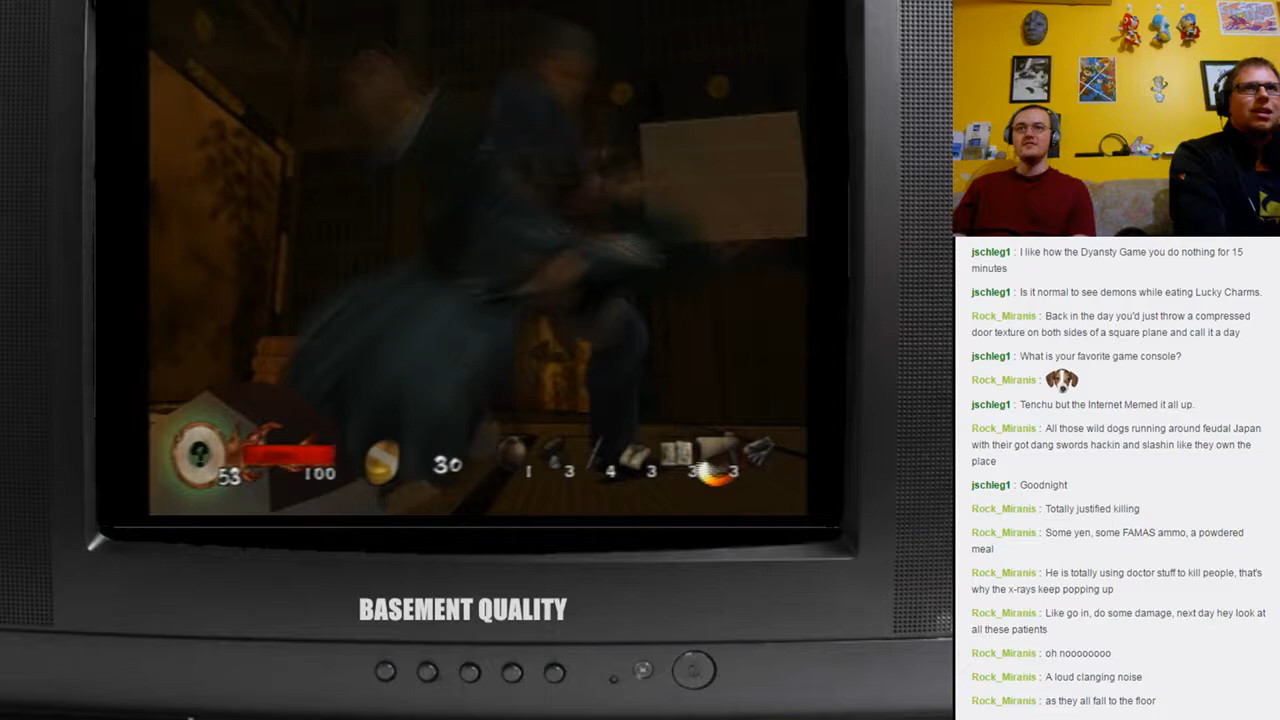 53
100
30
1
3
4
3
3
3
BASEMENT QUALITY
jschleg1 : I like how the Dyansty Game you do nothing for 15
minutes
jschleg1 : Is it normal to see demons while eating Lucky Charms.
Rock_Miranis : Back in the day you'd just throw a compressed
door texture on both sides of a square plane and call it a day
jschleg1 : What is your favorite game console?
Rock_Miranis :
jschleg1 : Tenchu but the Internet Memed it all up.
Rock_Miranis : All those wild dogs running around feudal Japan
with their got dang swords hackin and slashin like they own the
place
jschleg1 : Goodnight
Rock_Miranis : Totally justified killing
Rock_Miranis : Some yen, some FAMAS ammo, a powdered
meal
Rock_Miranis : He is totally using doctor stuff to kill people, that's
why the x-rays keep popping up
Rock_Miranis : Like go in, do some damage, next day hey look at
all these patients
Rock_Miranis : oh nooooooooo
Rock_Miranis : A loud clanging noise
Rock_Miranis : as they all fall to the floor